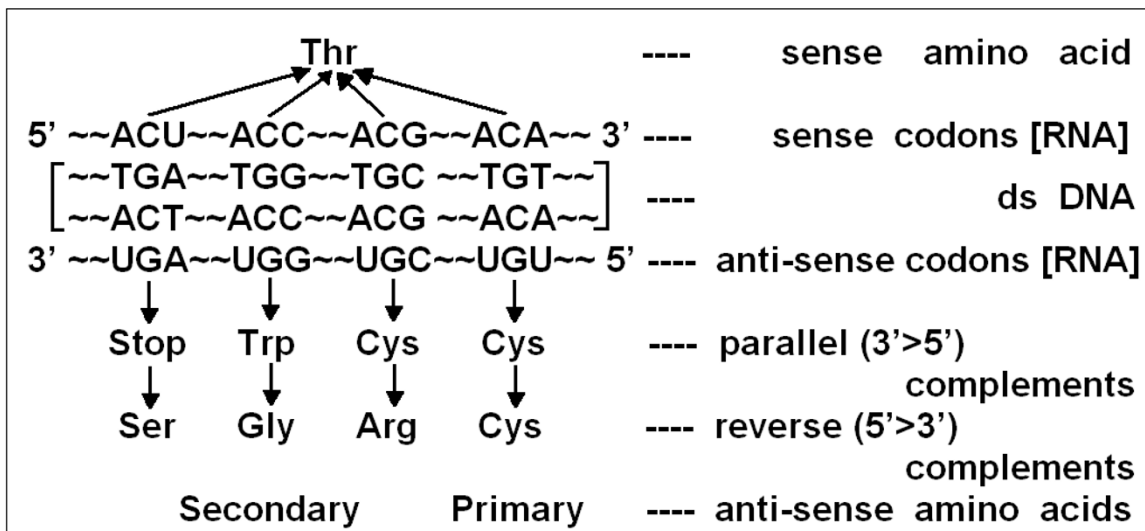 Thr ---- sense amino acid
5’ ~~ACU~~ACC~~ACG~~ACA~~ 3’ ---- sense codons [RNA]
~~TGA~~TGG~~TGC ~~TGT~~
---- ds DNA
~~ACT~~ACC~~ACG ~~ACA~~
3’ ~~UGA~~UGG~~UGC~~UGU~~ 5’ ---- anti-sense codons [RNA]
Stop Trp Cys Cys ---- parallel (3’>5’)
complements
Ser Gly Arg Cys ---- reverse (5’>3’)
complements
Secondary Primary ---- anti-sense amino acids